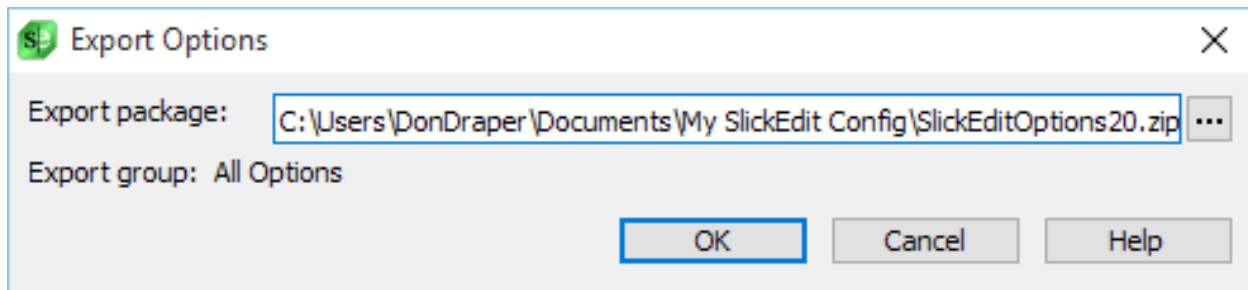 Export Options
Export package: C:\Users\DonDraper\Documents\My SlickEdit Config\SlickEditOptions20.zip ...
Export group: All Options
OK Cancel Help